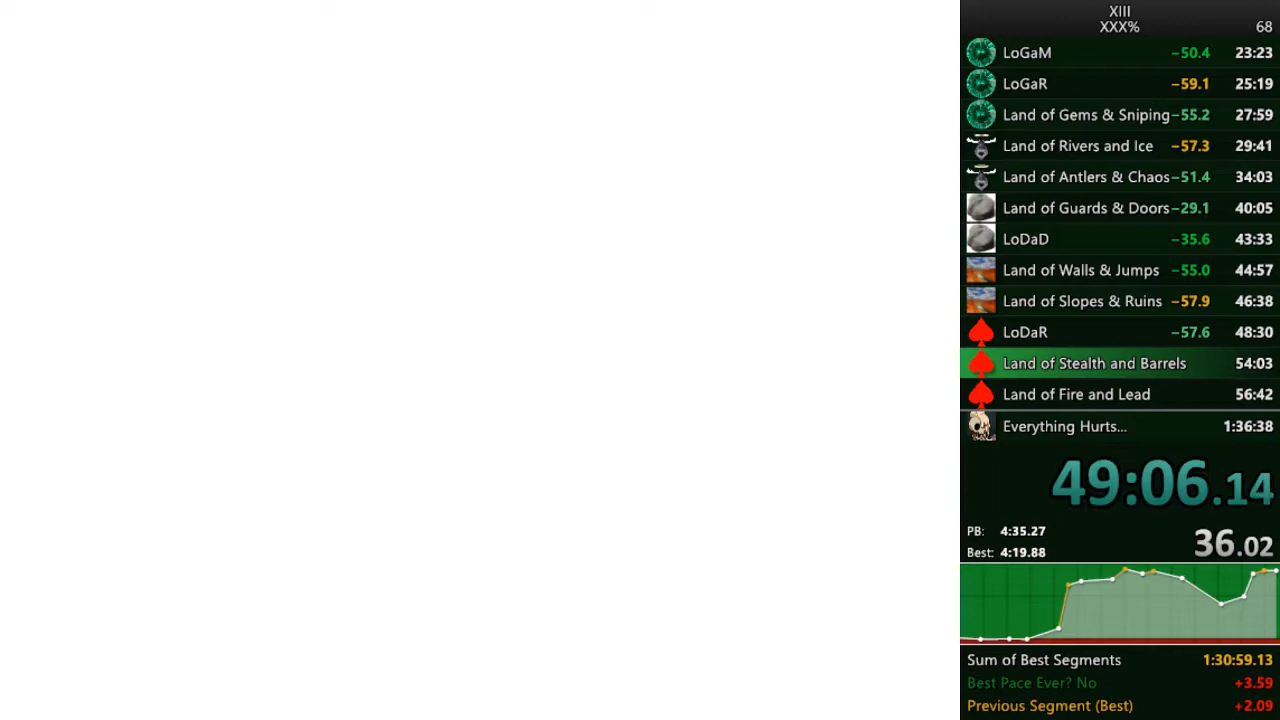 XIII
XXX% 68
LoGaM −50.4 23:23
LoGaR −59.1 25:19
Land of Gems & Sniping −55.2 27:59
Land of Rivers and Ice −57.3 29:41
Land of Antlers & Chaos −51.4 34:03
Land of Guards & Doors −29.1 40:05
LoDaD −35.6 43:33
Land of Walls & Jumps −55.0 44:57
Land of Slopes & Ruins −57.9 46:38
LoDaR −57.6 48:30
Land of Stealth and Barrels 54:03
Land of Fire and Lead 56:42
Everything Hurts... 1:36:38
49:06.14
PB: 4:35.27
Best: 4:19.88
36.02
Sum of Best Segments 1:30:59.13
Best Pace Ever? No +3.59
Previous Segment (Best) +2.09